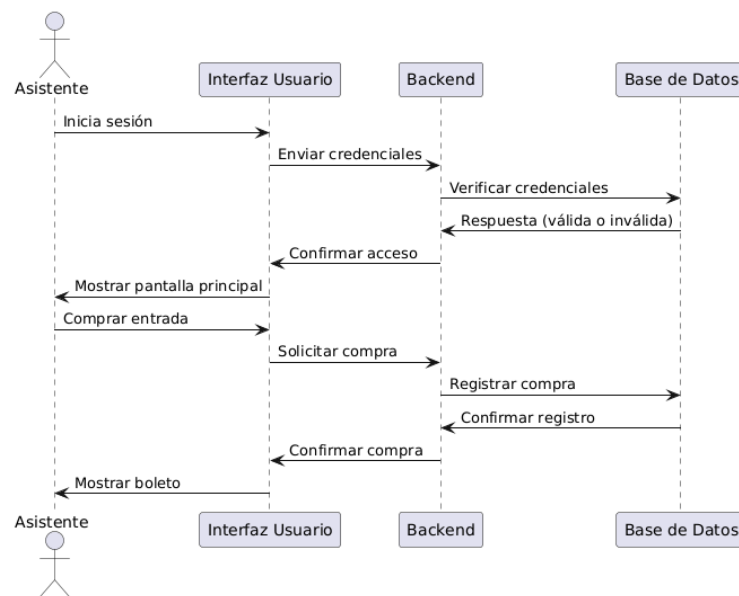 Asistente
Interfaz Usuario
Backend
Base de Datos
Inicia sesión
Enviar credenciales
Verificar credenciales
Respuesta (válida o inválida)
Confirmar acceso
Mostrar pantalla principal
Comprar entrada
Solicitar compra
Registrar compra
Confirmar registro
Confirmar compra
Mostrar boleto
Asistente
Interfaz Usuario
Backend
Base de Datos